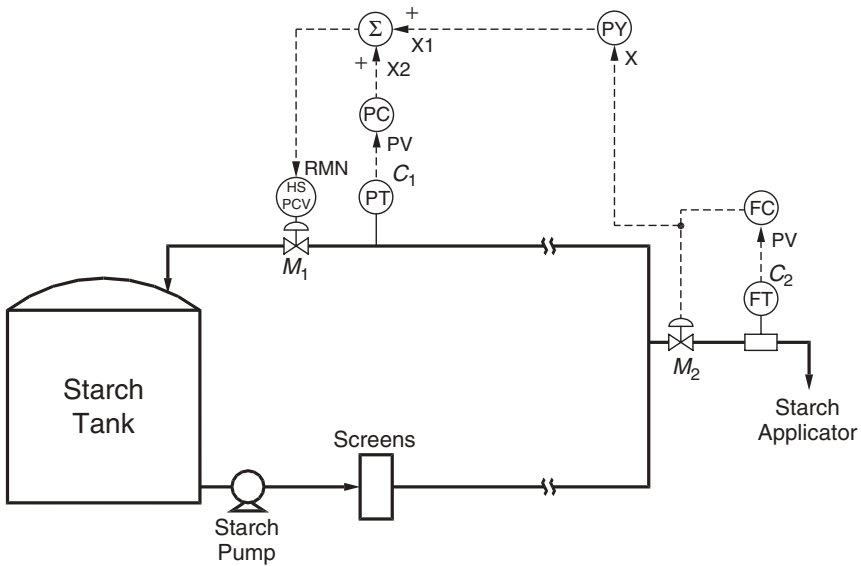 Σ
+
X1
PY
X
+
X2
PC
PV
RMN
C1
HS
PCV
PT
FC
PV
C2
FT
M1
M2
Starch
Tank
Starch
Applicator
Screens
Starch
Pump